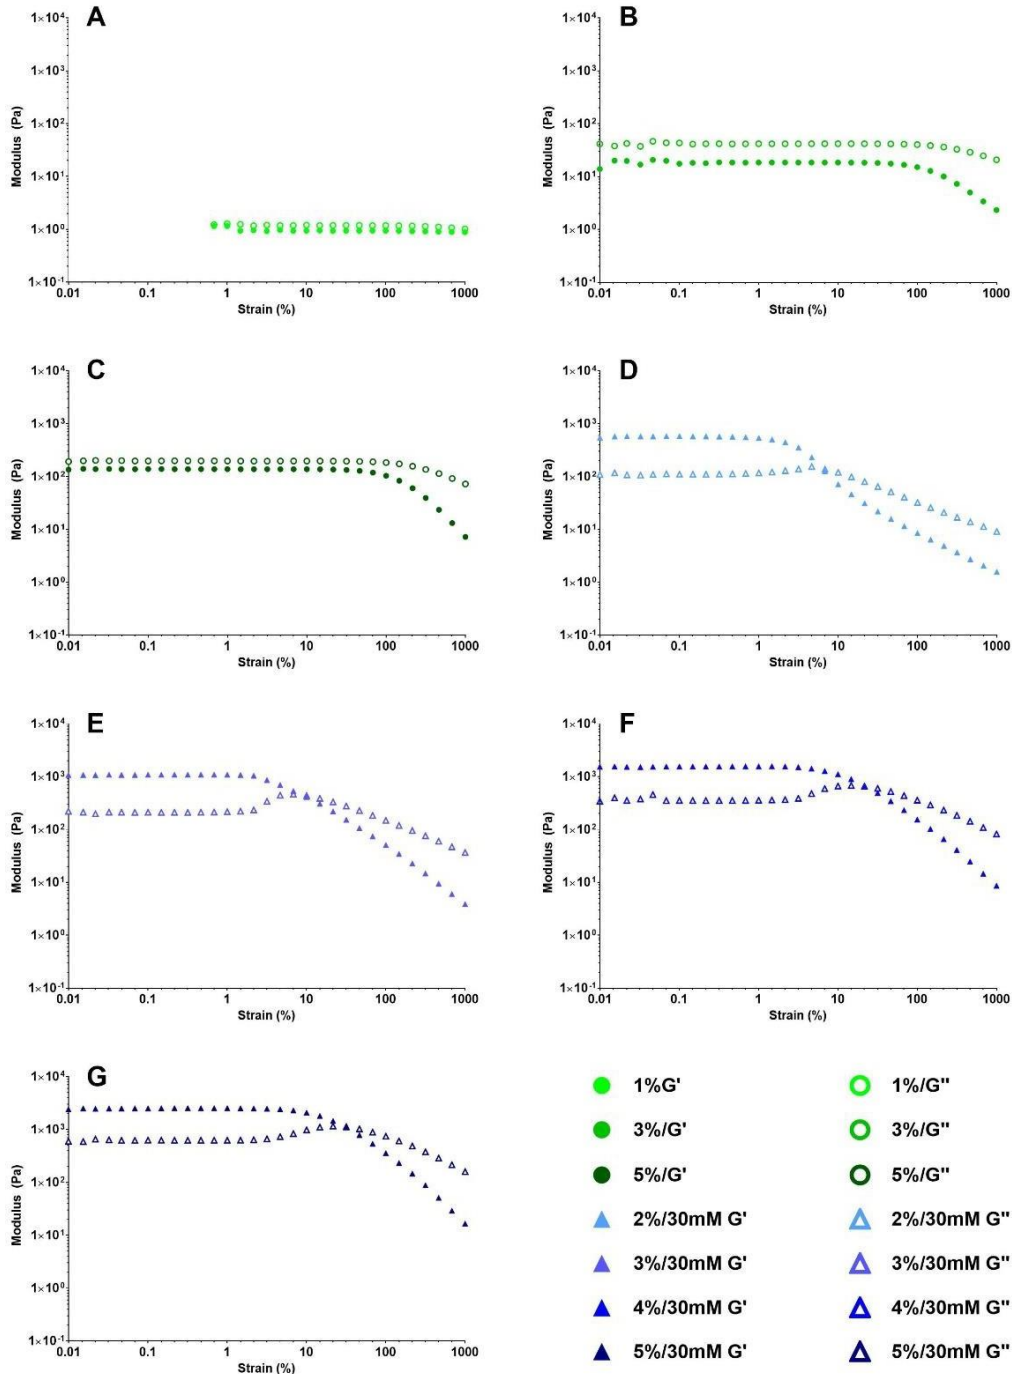 A
1×10⁴
1×10³
1×10²
1×10¹
1×10⁰
1×10⁻¹
Modulus (Pa)
0.01 0.1 1 10 100 1000
Strain (%)
B
1×10⁴
1×10³
1×10²
1×10¹
1×10⁰
1×10⁻¹
Modulus (Pa)
0.01 0.1 1 10 100 1000
Strain (%)
C
1×10⁴
1×10³
1×10²
1×10¹
1×10⁰
1×10⁻¹
Modulus (Pa)
0.01 0.1 1 10 100 1000
Strain (%)
D
1×10⁴
1×10³
1×10²
1×10¹
1×10⁰
1×10⁻¹
Modulus (Pa)
0.01 0.1 1 10 100 1000
Strain (%)
E
1×10⁴
1×10³
1×10²
1×10¹
1×10⁰
1×10⁻¹
Modulus (Pa)
0.01 0.1 1 10 100 1000
Strain (%)
F
1×10⁴
1×10³
1×10²
1×10¹
1×10⁰
1×10⁻¹
Modulus (Pa)
0.01 0.1 1 10 100 1000
Strain (%)
G
1×10⁴
1×10³
1×10²
1×10¹
1×10⁰
1×10⁻¹
Modulus (Pa)
0.01 0.1 1 10 100 1000
Strain (%)
1%G' 1%/G"
3%/G' 3%/G"
5%/G' 5%/G"
2%/30mM G' 2%/30mM G"
3%/30mM G' 3%/30mM G"
4%/30mM G' 4%/30mM G"
5%/30mM G' 5%/30mM G"